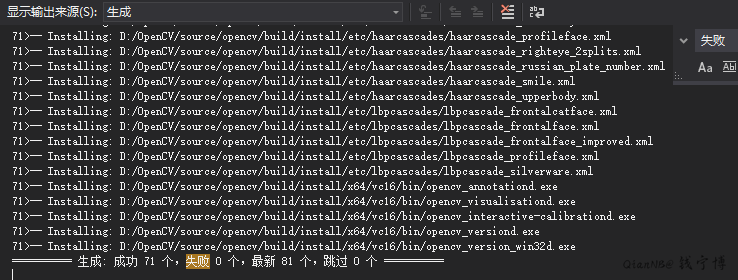 显示输出来源(S): 生成
71>-- Installing: D:/OpenCV/source/opencv/build/install/etc/haarcascades/haarcascade_profileface.xml
失败
71>-- Installing: D:/OpenCV/source/opencv/build/install/etc/haarcascades/haarcascade_righteye_2splits.xml
71>-- Installing: D:/OpenCV/source/opencv/build/install/etc/haarcascades/haarcascade_russian_plate_number.xml
Aa
71>-- Installing: D:/OpenCV/source/opencv/build/install/etc/haarcascades/haarcascade_smile.xml
71>-- Installing: D:/OpenCV/source/opencv/build/install/etc/haarcascades/haarcascade_upperbody.xml
71>-- Installing: D:/OpenCV/source/opencv/build/install/etc/lbpcascades/lbpcascade_frontalcatface.xml
71>-- Installing: D:/OpenCV/source/opencv/build/install/etc/lbpcascades/lbpcascade_frontalface.xml
71>-- Installing: D:/OpenCV/source/opencv/build/install/etc/lbpcascades/lbpcascade_frontalface_improved.xml
71>-- Installing: D:/OpenCV/source/opencv/build/install/etc/lbpcascades/lbpcascade_profileface.xml
71>-- Installing: D:/OpenCV/source/opencv/build/install/etc/lbpcascades/lbpcascade_silverware.xml
71>-- Installing: D:/OpenCV/source/opencv/build/install/x64/vc16/bin/opencv_annotationd.exe
71>-- Installing: D:/OpenCV/source/opencv/build/install/x64/vc16/bin/opencv_visualisationd.exe
71>-- Installing: D:/OpenCV/source/opencv/build/install/x64/vc16/bin/opencv_interactive-calibrationd.exe
71>-- Installing: D:/OpenCV/source/opencv/build/install/x64/vc16/bin/opencv_versiond.exe
71>-- Installing: D:/OpenCV/source/opencv/build/install/x64/vc16/bin/opencv_version_win32d.exe
========== 生成: 成功 71 个，失败 0 个，最新 81 个，跳过 0 个 ==========